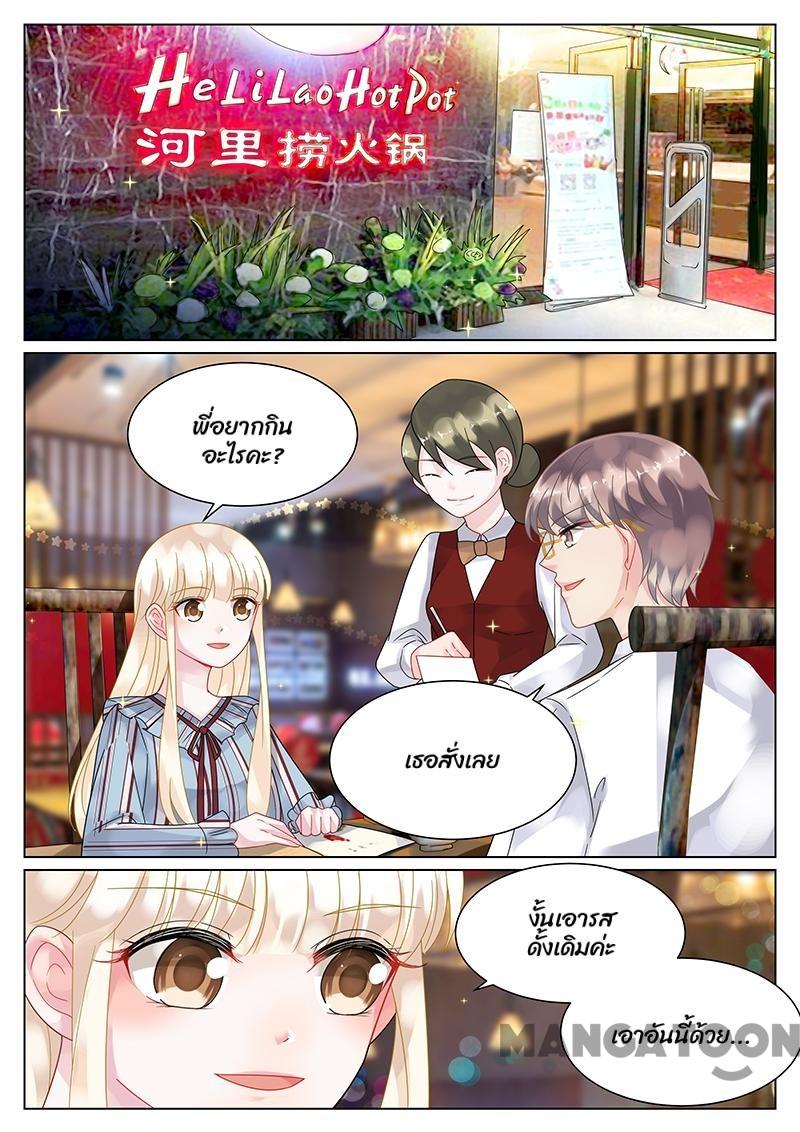 HeLiLaoHotPot
河里捞火锅
พี่อยากกิน
อะไรคะ?
เธอสั่งเลย
งั้นเอารส
ดั้งเดิมค่ะ
เอาอันนี้ด้วย...
MANGATOON